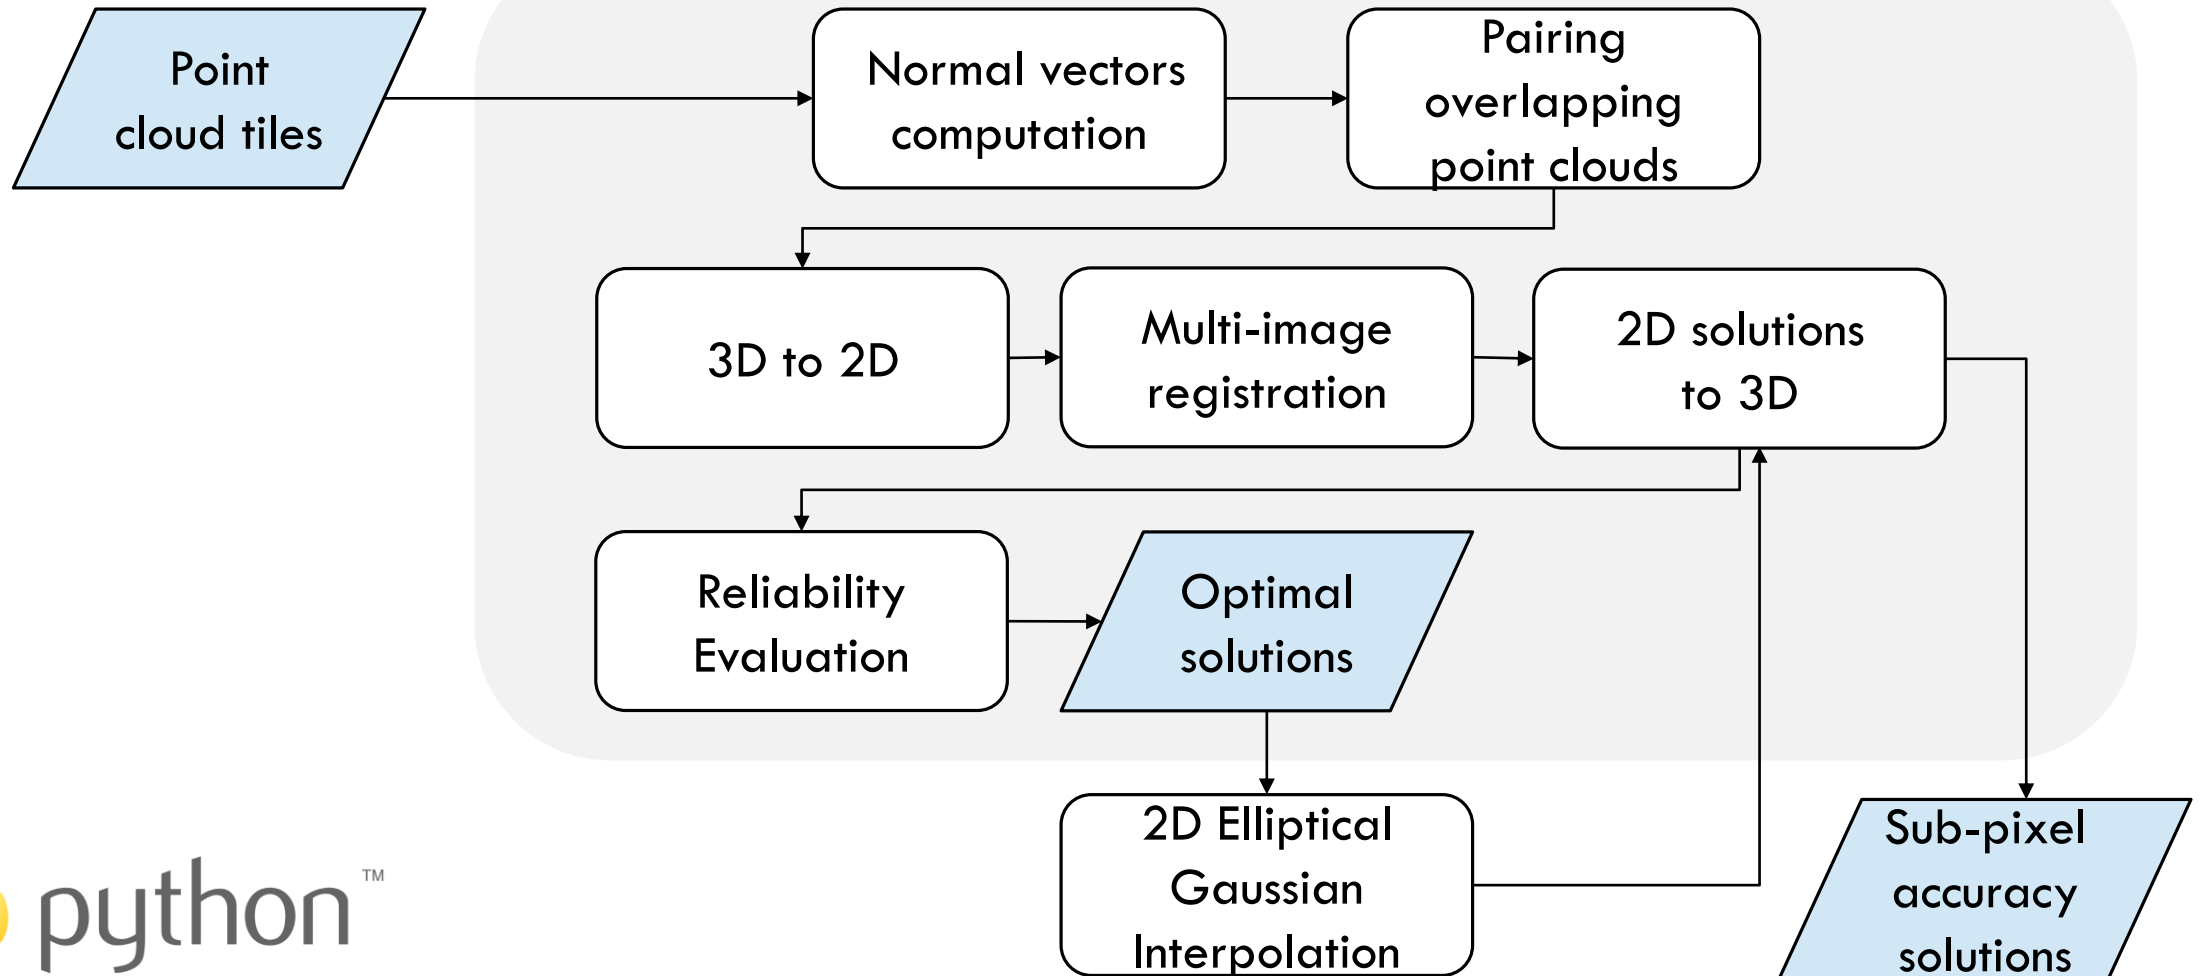 Point
cloud tiles
Normal vectors
computation
Pairing
overlapping
point clouds
3D to 2D
Multi-image
registration
2D solutions
to 3D
Reliability
Evaluation
Optimal
solutions
2D Elliptical
Gaussian
Interpolation
Sub-pixel
accuracy
solutions
python™